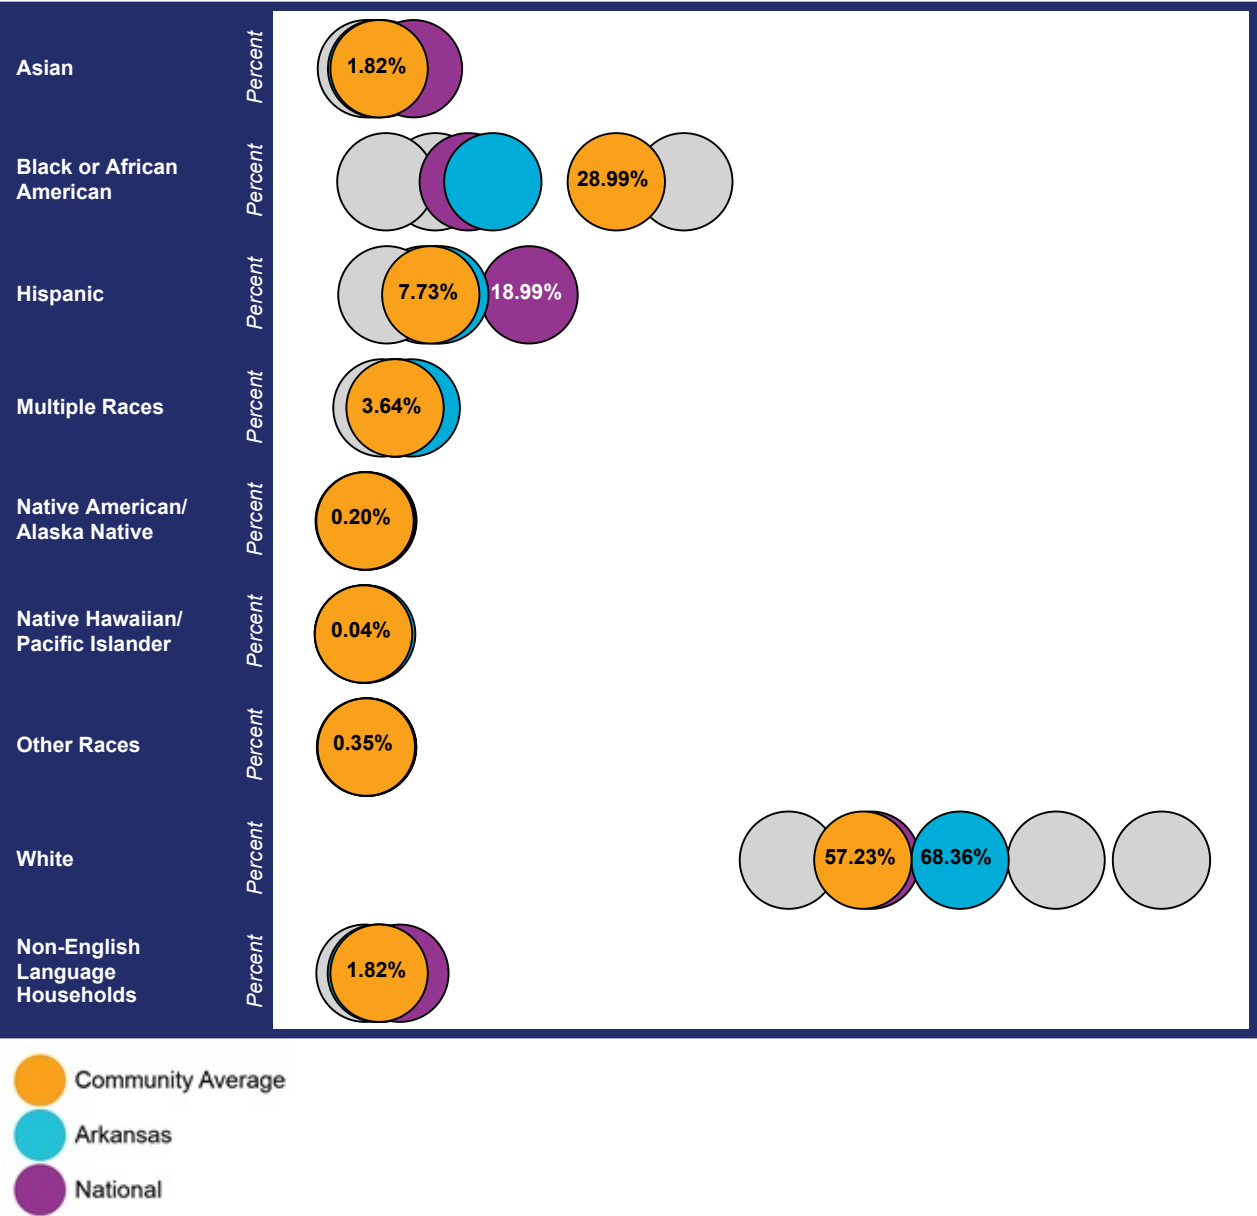 Asian
Percent
1.82%
Black or African
American
Percent
28.99%
Hispanic
Percent
7.73%
18.99%
Multiple Races
Percent
3.64%
Native American/
Alaska Native
Percent
0.20%
Native Hawaiian/
Pacific Islander
Percent
0.04%
Other Races
Percent
0.35%
White
Percent
57.23%
68.36%
Non-English
Language
Households
Percent
1.82%
Community Average
Arkansas
National